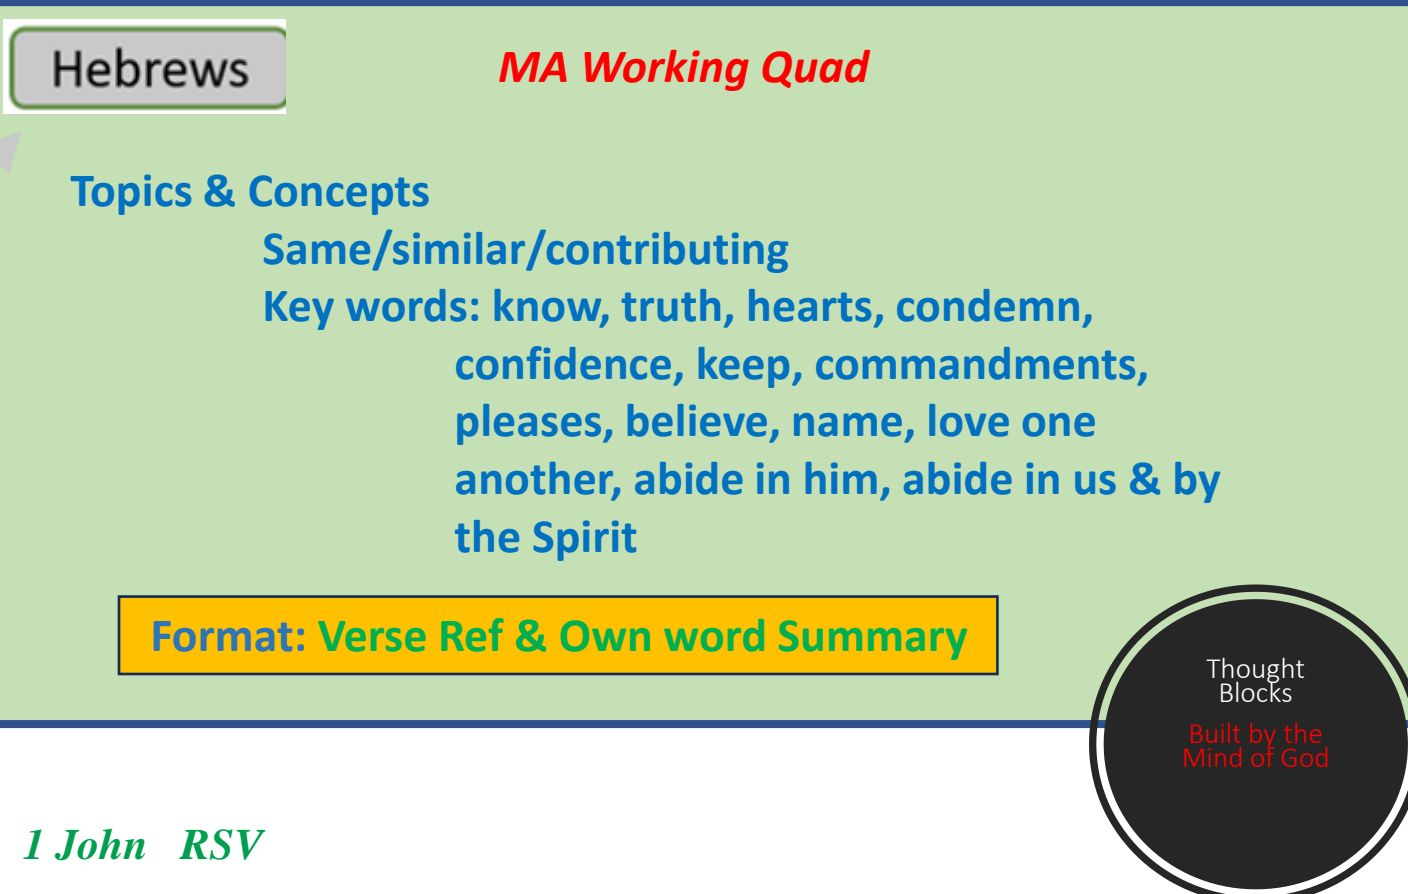 Hebrews
MA Working Quad
Topics & Concepts
Same/similar/contributing
Key words: know, truth, hearts, condemn,
confidence, keep, commandments,
pleases, believe, name, love one
another, abide in him, abide in us & by
the Spirit
Format: Verse Ref & Own word Summary
Thought
Blocks
Built by the
Mind of God
1 John RSV